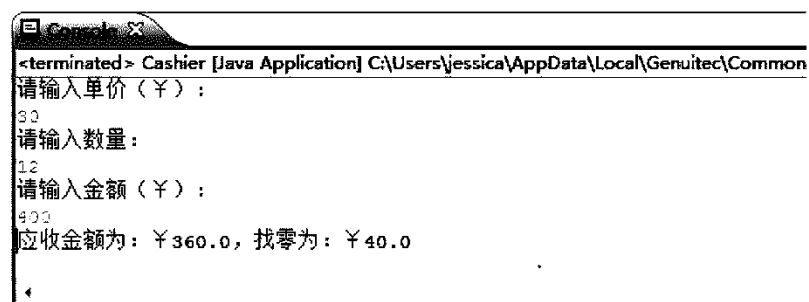 Console
<terminated> Cashier [Java Application] C:\Users\jessica\AppData\Local\Genuitec\Common
请输入单价（￥）：
30
请输入数量：
12
请输入金额（￥）：
400
应收金额为：￥360.0，找零为：￥40.0